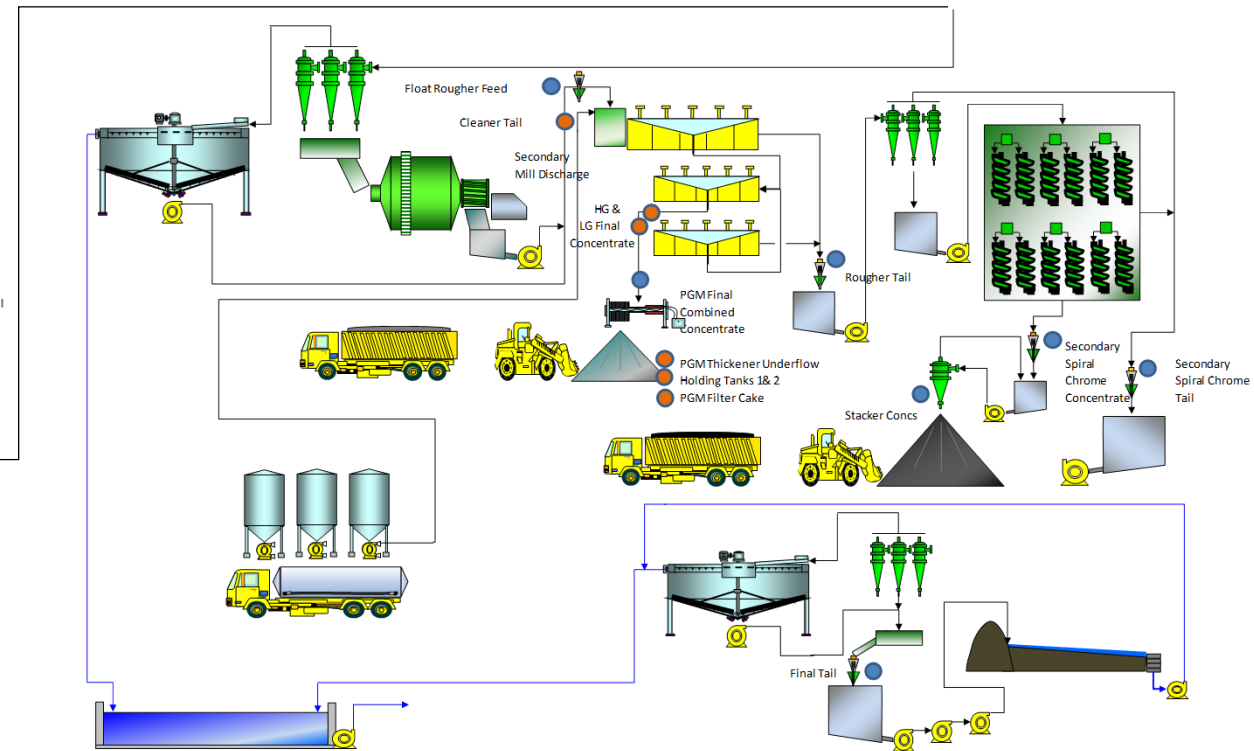 Float Rougher Feed
Cleaner Tail
Secondary
Mill Discharge
HG &
LG Final
Concentrate
Rougher Tail
PGM Final
Combined
Concentrate
PGM Thickener Underflow
Holding Tanks 1& 2
PGM Filter Cake
Secondary
Spiral
Chrome
Concentrate
Secondary
Spiral Chrome
Tail
Stacker Concs
Final Tail